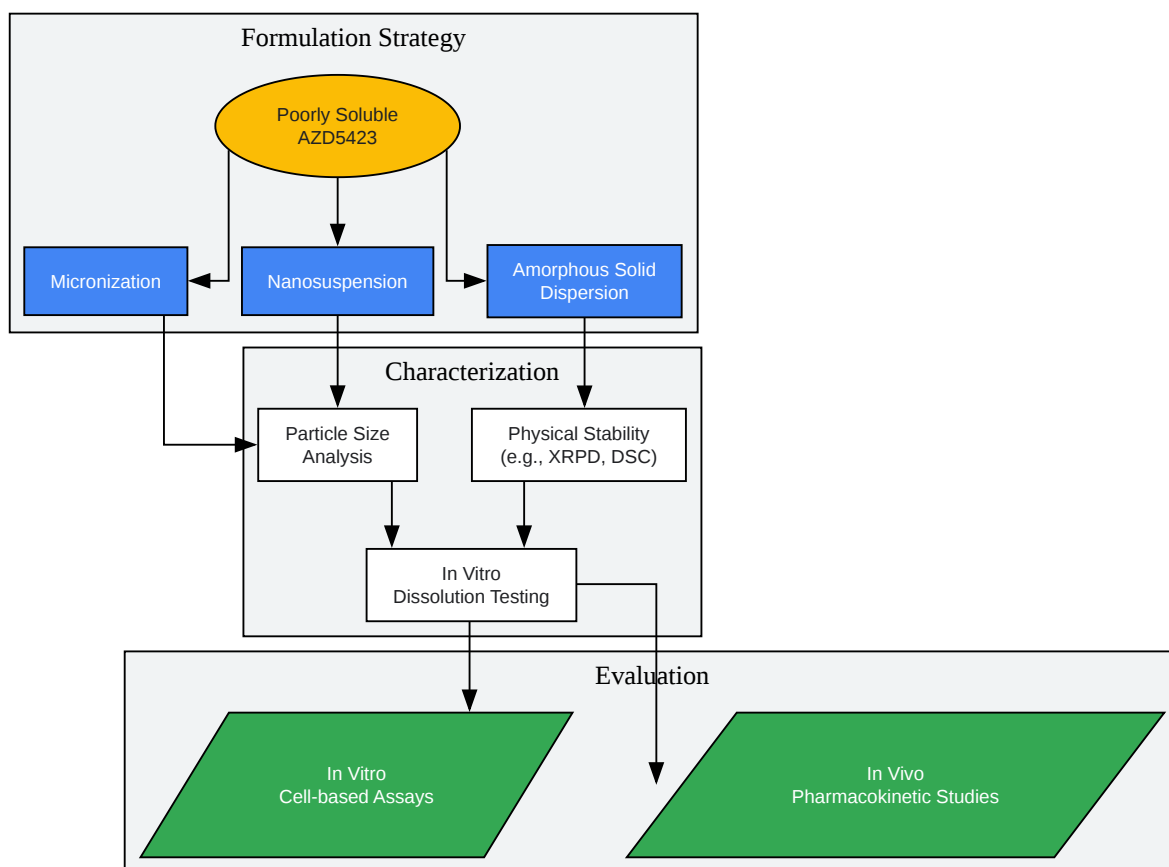 Formulation Strategy
Poorly Soluble
AZD5423
Micronization
Nanosuspension
Amorphous Solid
Dispersion
Characterization
Particle Size
Analysis
Physical Stability
(e.g., XRPD, DSC)
In Vitro
Dissolution Testing
Evaluation
In Vitro
Cell-based Assays
In Vivo
Pharmacokinetic Studies